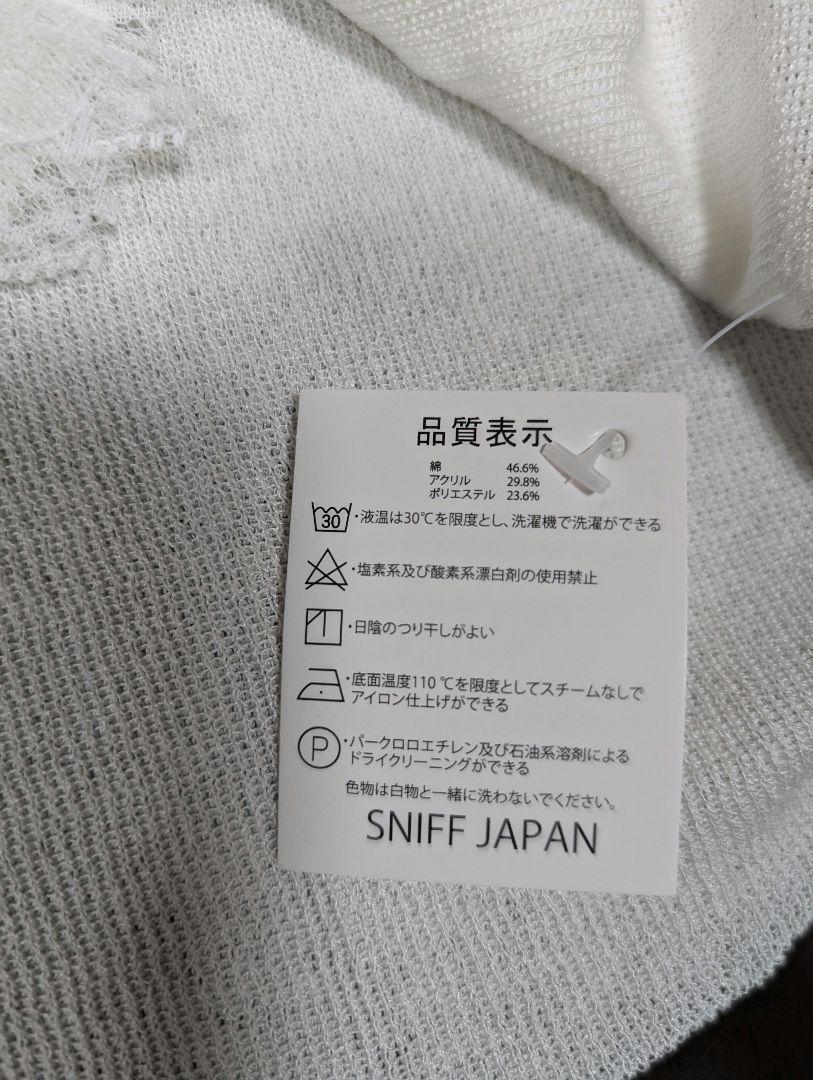 品質表示
綿 46.6%
アクリル 29.8%
ポリエステル 23.6%
30 ・液温は30℃を限度とし、洗濯機で洗濯ができる
・塩素系及び酸素系漂白剤の使用禁止
・日陰のつり干しがよい
・底面温度110℃を限度としてスチームなしで
アイロン仕上げができる
P ・パークロロエチレン及び石油系溶剤による
ドライクリーニングができる
色物は白物と一緒に洗わないでください。
SNIFF JAPAN